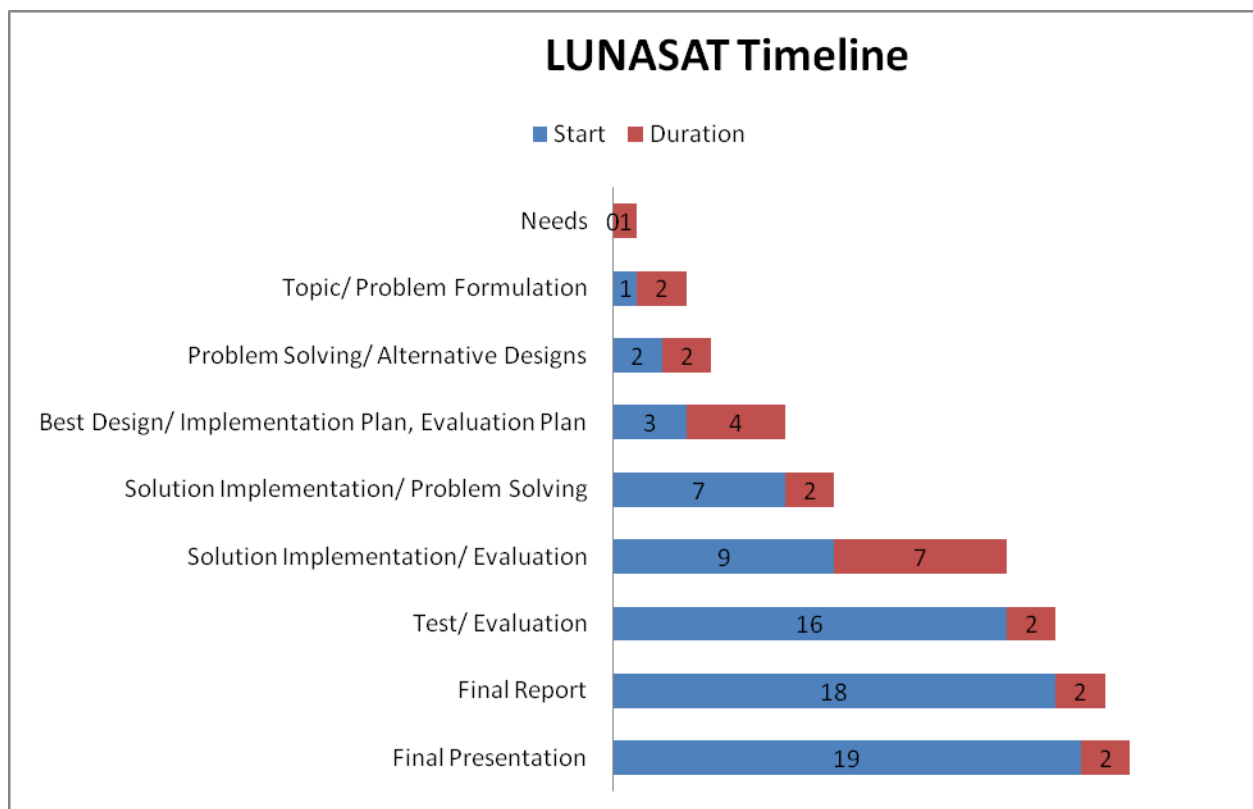 LUNASAT Timeline
Start Duration
Needs 0 1
Topic/ Problem Formulation 1 2
Problem Solving/ Alternative Designs 2 2
Best Design/ Implementation Plan, Evaluation Plan 3 4
Solution Implementation/ Problem Solving 7 2
Solution Implementation/ Evaluation 9 7
Test/ Evaluation 16 2
Final Report 18 2
Final Presentation 19 2